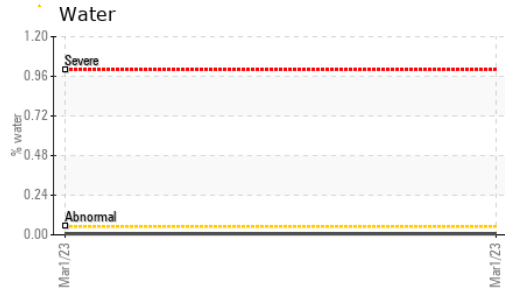 Water
1.20
Severe
0.96
0.72
% water
0.48
0.24
Abnormal
0.00
Mar1/23
Mar1/23